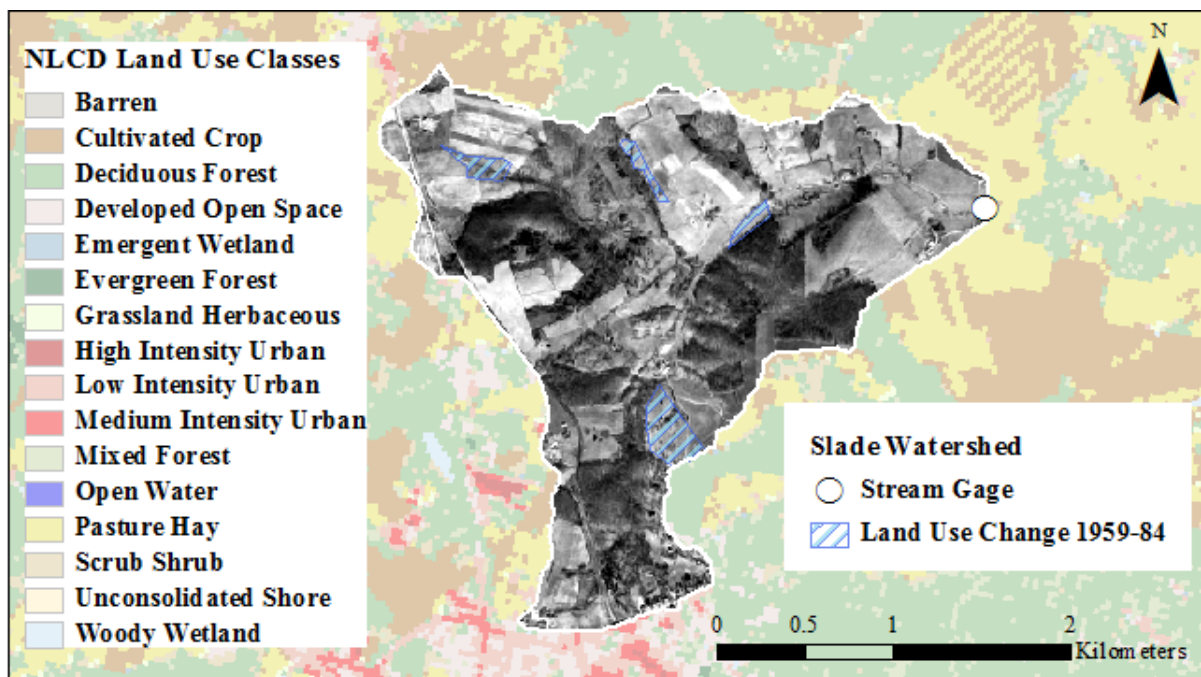 NLCD Land Use Classes
Barren
Cultivated Crop
Deciduous Forest
Developed Open Space
Emergent Wetland
Evergreen Forest
Grassland Herbaceous
High Intensity Urban
Low Intensity Urban
Medium Intensity Urban
Mixed Forest
Open Water
Pasture Hay
Scrub Shrub
Unconsolidated Shore
Woody Wetland
N
Slade Watershed
Stream Gage
Land Use Change 1959-84
0 0.5 1 2
Kilometers